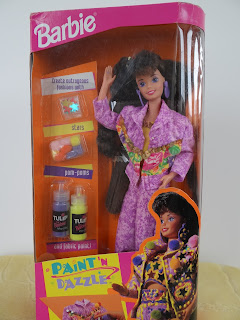 Barbie
create outrageous
fashions with
stars
pom-poms
TULIP
TULIP
and fabric paint!
PAINT 'N
DAZZLE